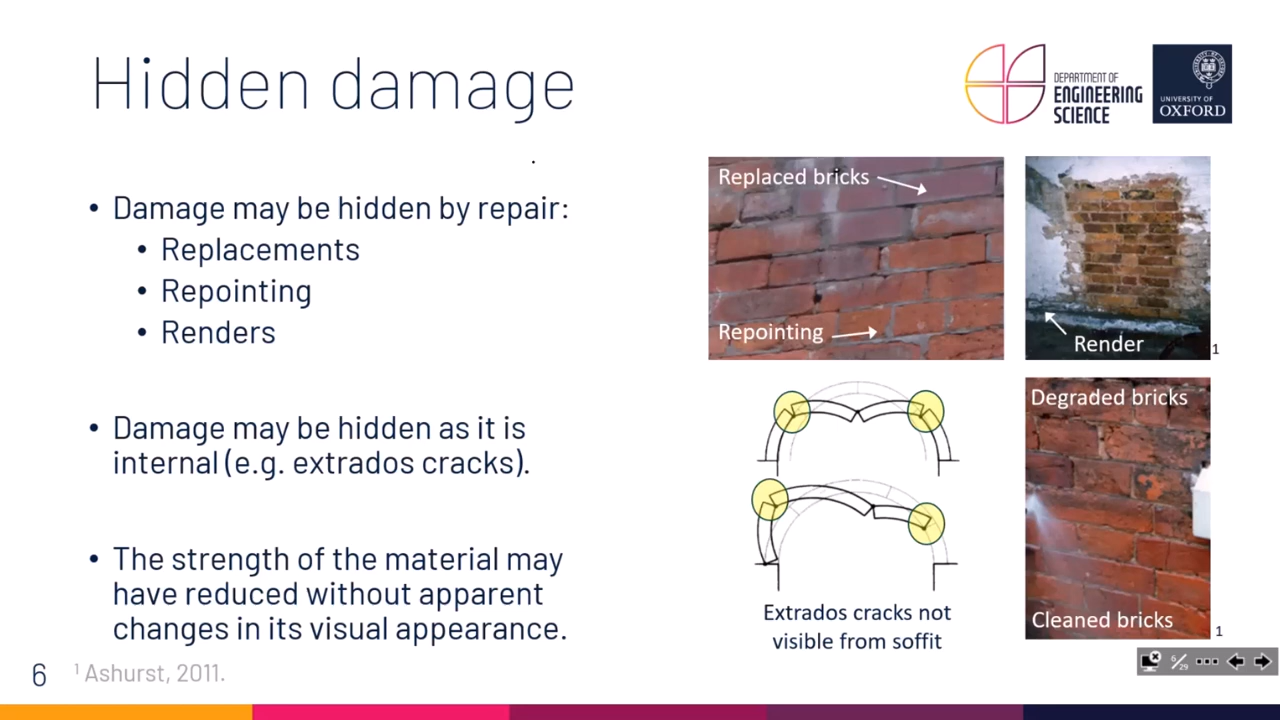 Hidden damage
DEPARTMENT OF
ENGINEERING
SCIENCE
UNIVERSITY OF
OXFORD
• Damage may be hidden by repair:
• Replacements
• Repointing
• Renders
• Damage may be hidden as it is
internal (e.g. extrados cracks).
• The strength of the material may
have reduced without apparent
changes in its visual appearance.
Replaced bricks
Repointing
Render
1
Extrados cracks not
visible from soffit
Degraded bricks
Cleaned bricks
1
6/29
6
1 Ashurst, 2011.